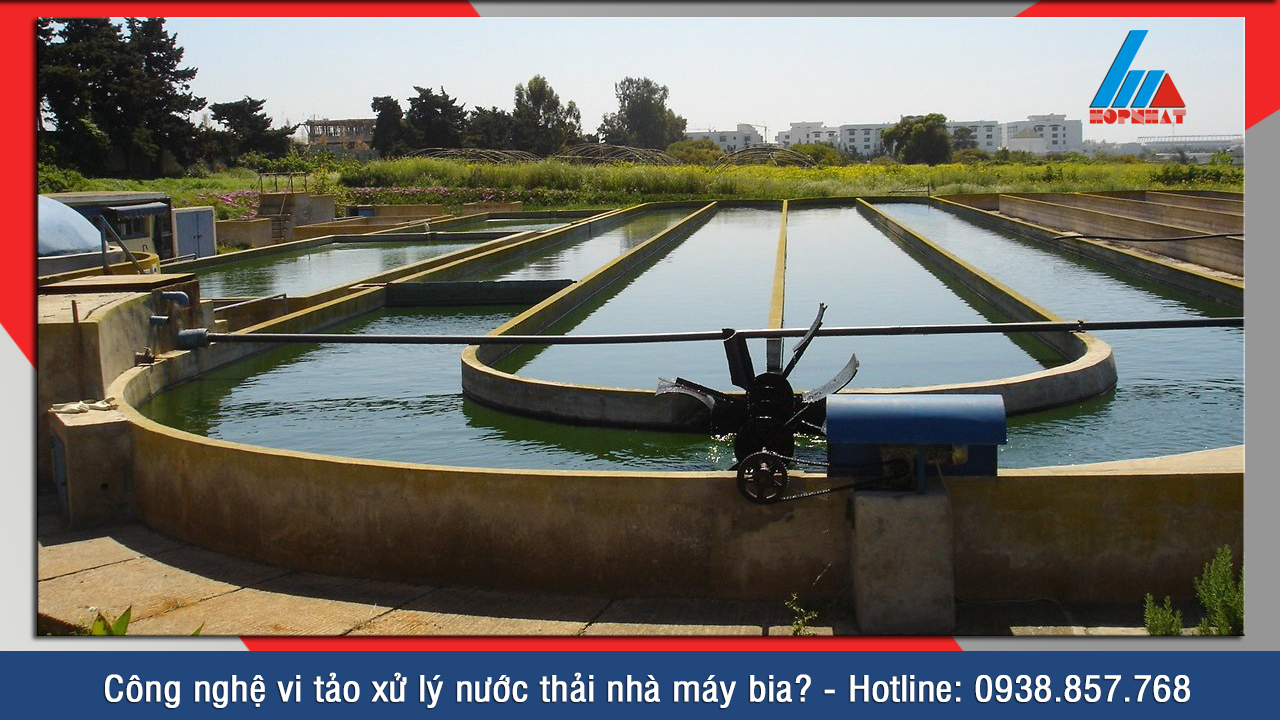 HOPNHAT
Công nghệ vi tảo xử lý nước thải nhà máy bia? - Hotline: 0938.857.768